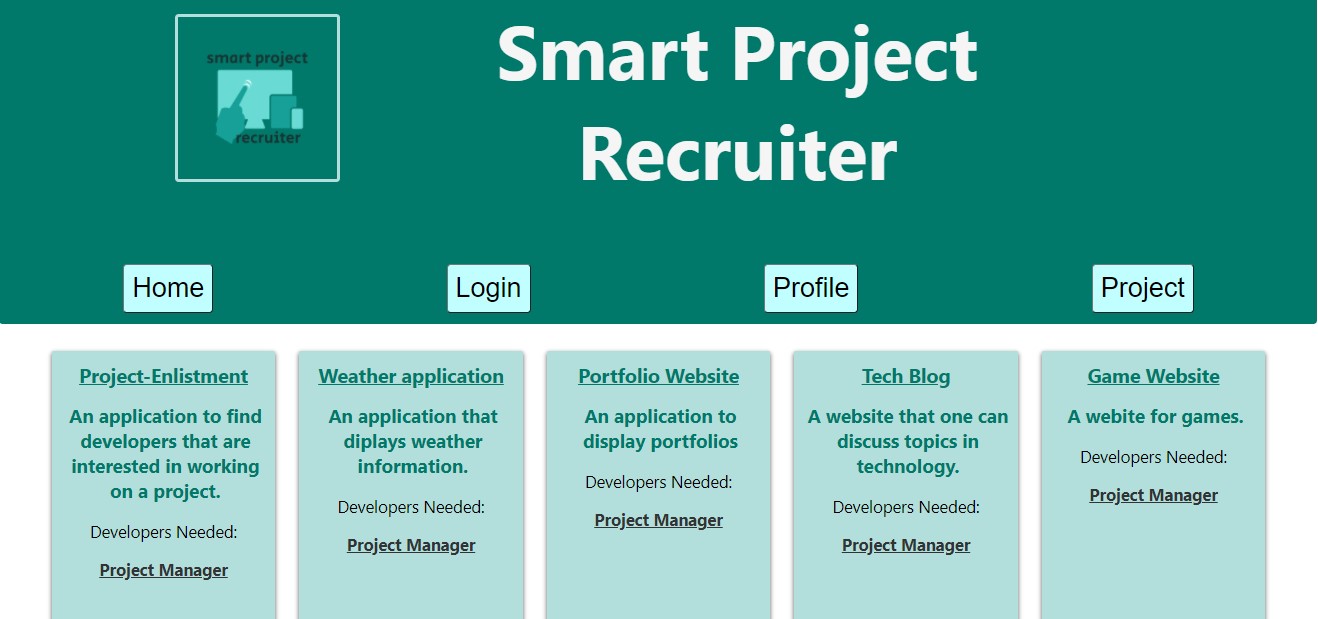 smart project
recruiter
Smart Project
Recruiter
Home
Login
Profile
Project
Project-Enlistment
An application to find
developers that are
interested in working
on a project.
Developers Needed:
Project Manager
Weather application
An application that
diplays weather
information.
Developers Needed:
Project Manager
Portfolio Website
An application to
display portfolios
Developers Needed:
Project Manager
Tech Blog
A website that one can
discuss topics in
technology.
Developers Needed:
Project Manager
Game Website
A webite for games.
Developers Needed:
Project Manager